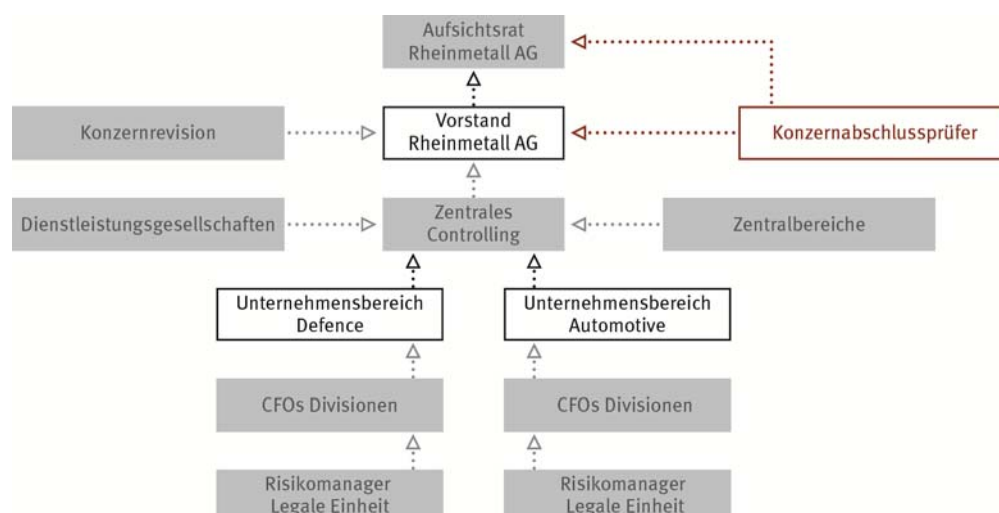 Aufsichtsrat
Rheinmetall AG
Konzernrevision
Vorstand
Rheinmetall AG
Konzernabschlussprüfer
Dienstleistungsgesellschaften
Zentrales
Controlling
Zentralbereiche
Unternehmensbereich
Defence
Unternehmensbereich
Automotive
CFOs Divisionen
CFOs Divisionen
Risikomanager
Legale Einheit
Risikomanager
Legale Einheit